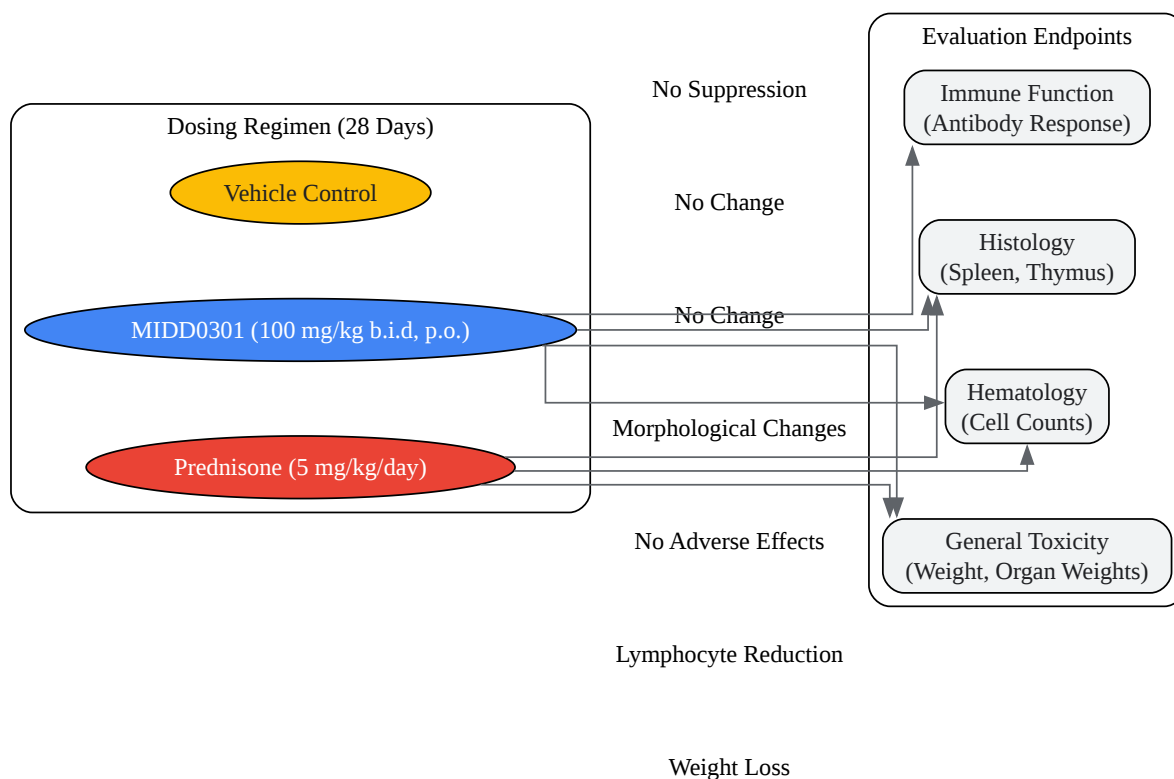 Dosing Regimen (28 Days)
Vehicle Control
MIDD0301 (100 mg/kg b.i.d, p.o.)
Prednisone (5 mg/kg/day)
No Suppression
No Change
No Change
Morphological Changes
No Adverse Effects
Lymphocyte Reduction
Weight Loss
Evaluation Endpoints
Immune Function
(Antibody Response)
Histology
(Spleen, Thymus)
Hematology
(Cell Counts)
General Toxicity
(Weight, Organ Weights)